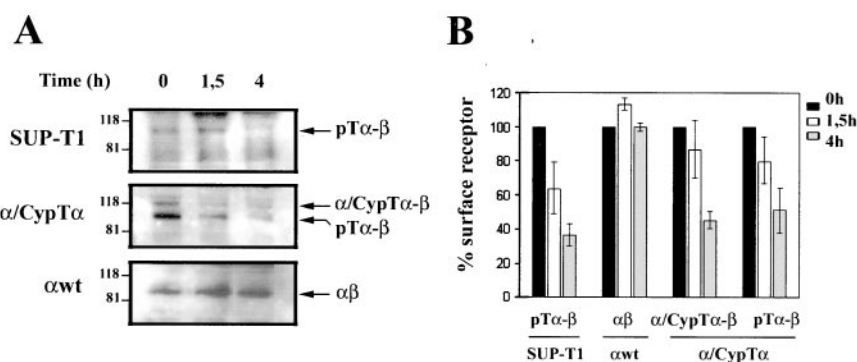 A
Time (h) 0 1,5 4
SUP-T1
118
81
pTα-β
α/CypTα
118
81
α/CypTα-β
pTα-β
αwt
118
81
αβ
B
% surface receptor
120
100
80
60
40
20
0
0h
1,5h
4h
pTα-β αβ α/CypTα-β pTα-β
SUP-T1 αwt α/CypTα